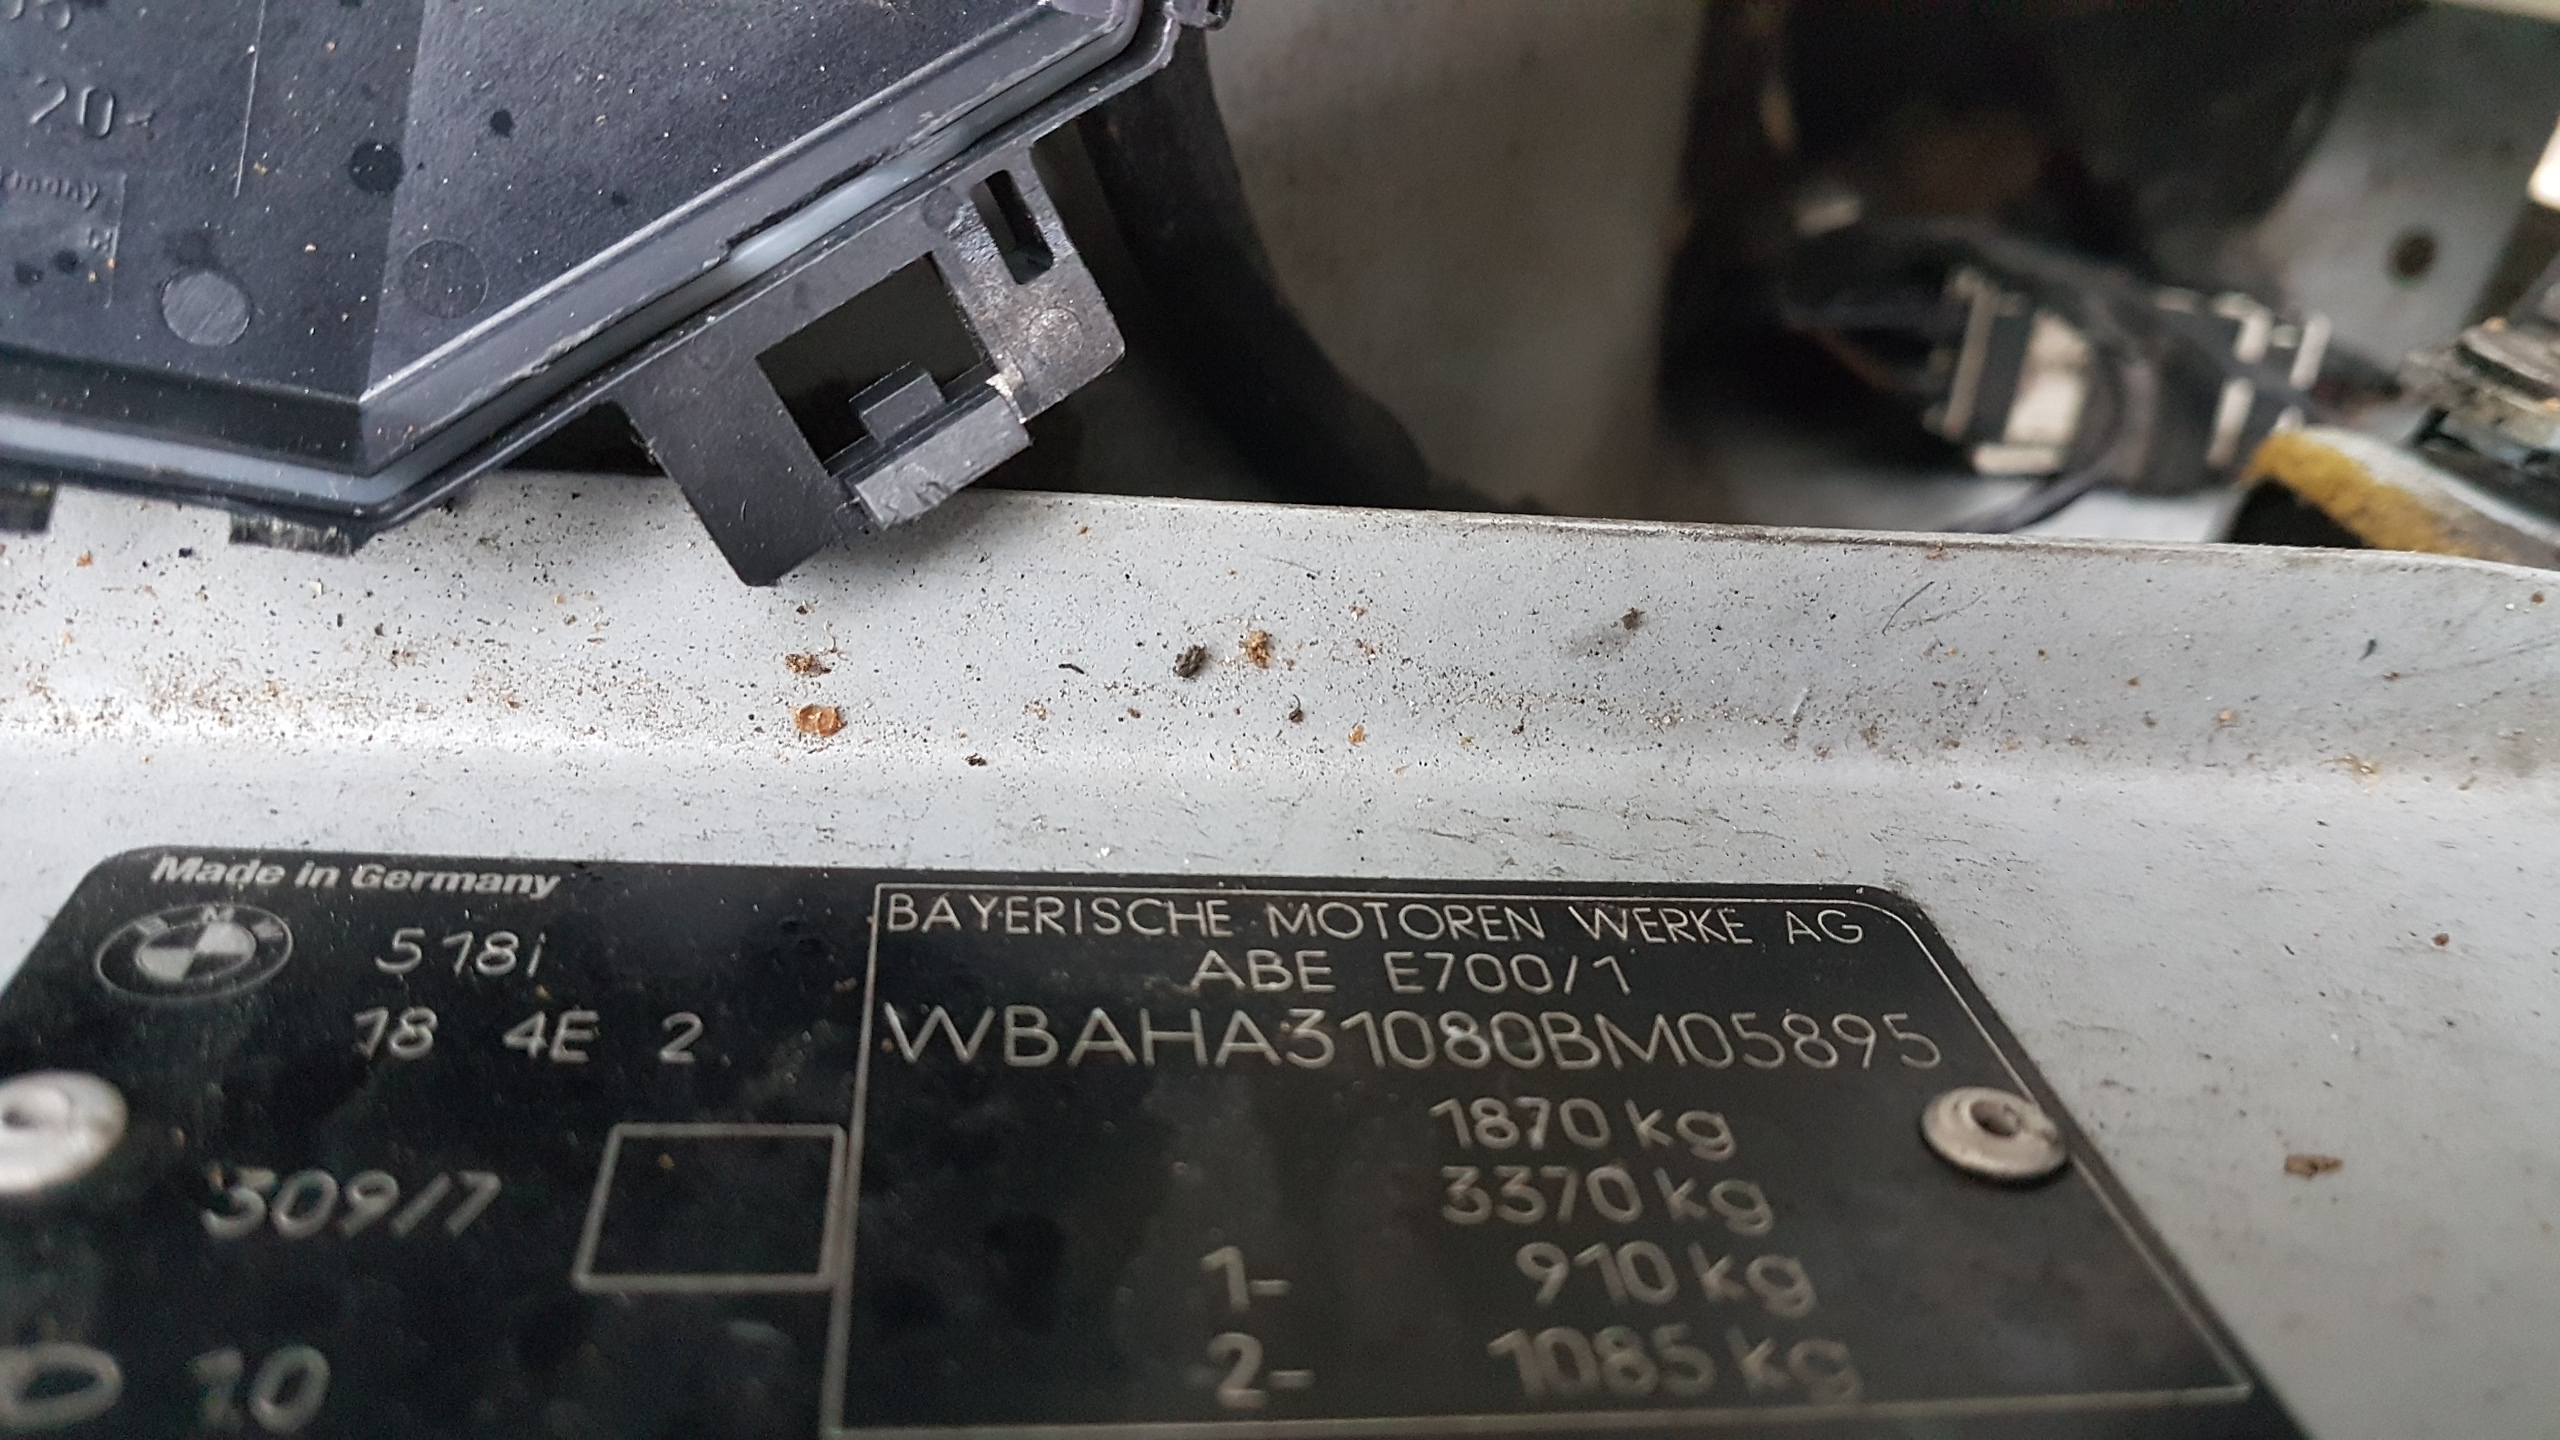 20
Made in Germany
BMW
518i
18 4E 2
309/7
10
BAYERISCHE MOTOREN WERKE AG
ABE E700/1
WBAHA31080BM05895
1870 kg
3370 kg
1- 910 kg
2- 1085 kg